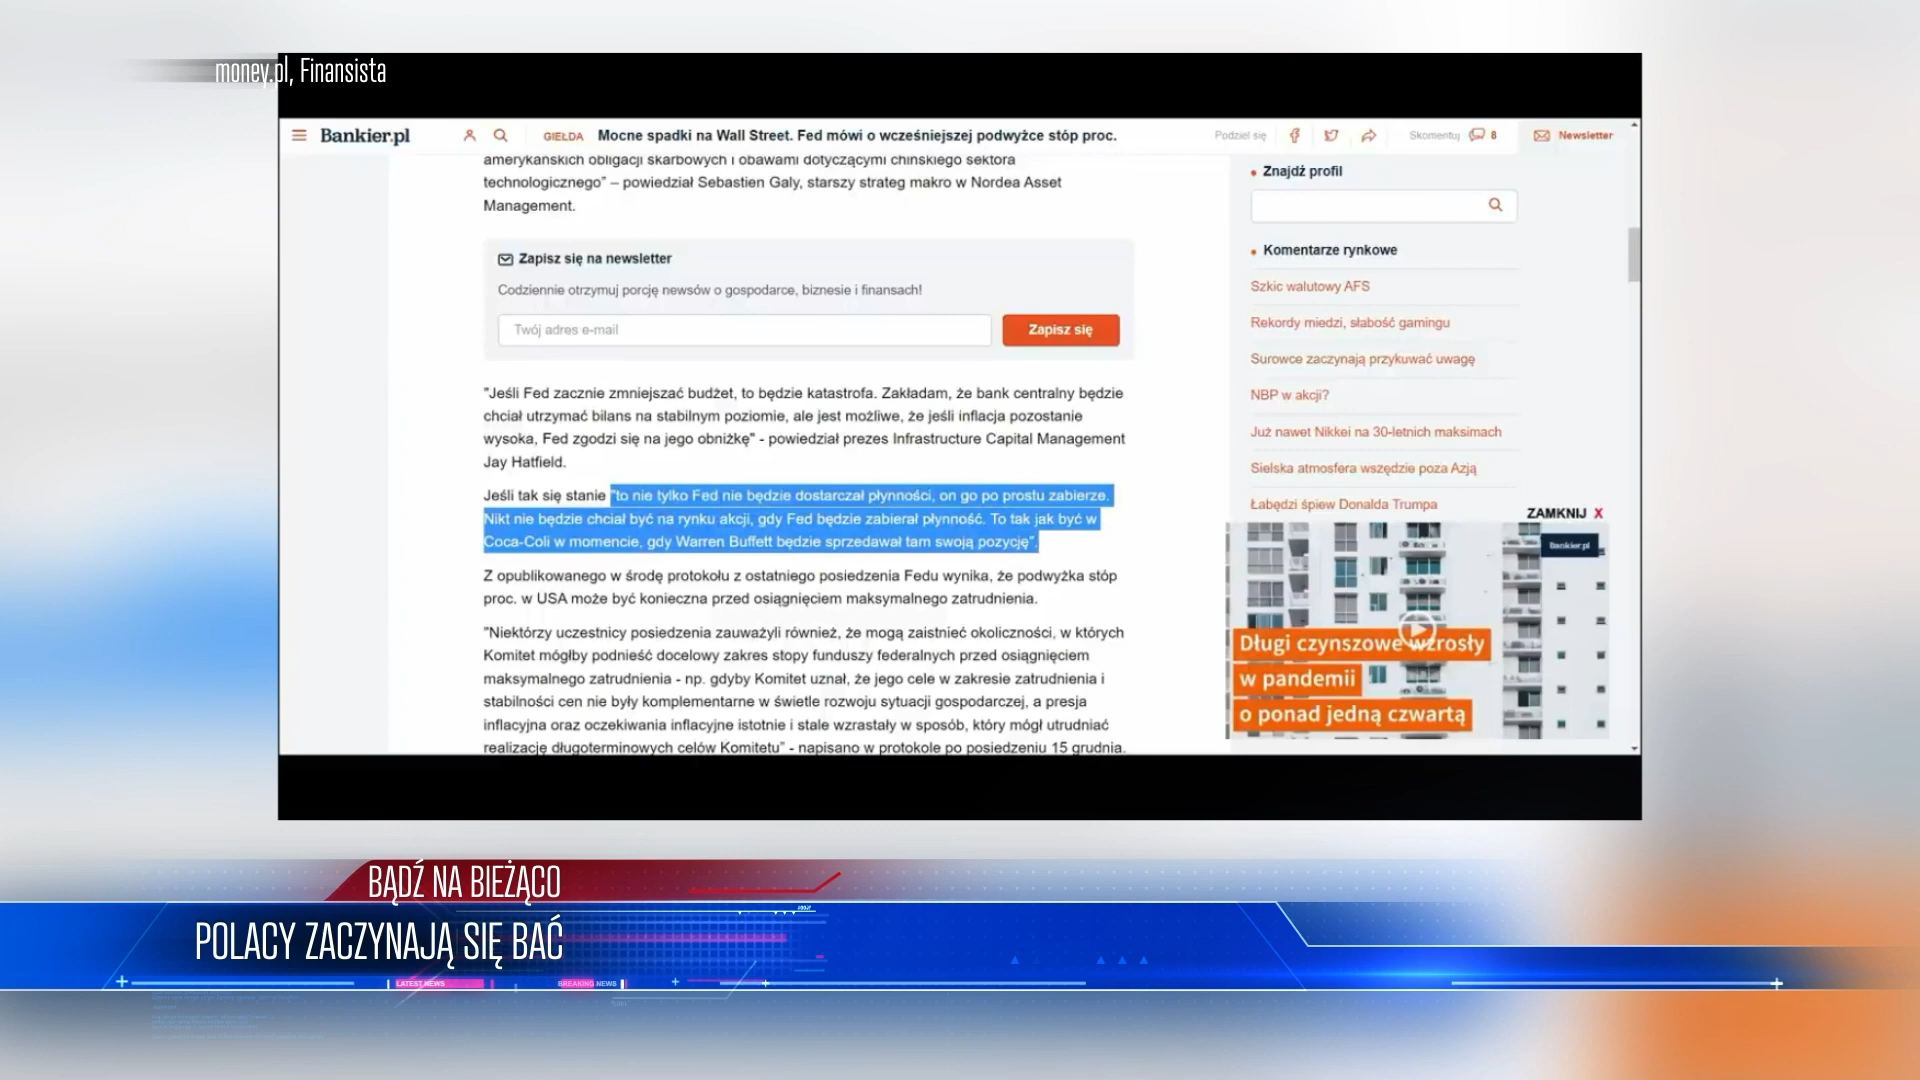 money.pl, Finansista
Bankier.pl
GIEŁDA
Mocne spadki na Wall Street. Fed mówi o wcześniejszej podwyżce stóp proc.
Podziel się
Skomentuj
8
Newsletter
amerykańskich obligacji skarbowych i obawami dotyczącymi chińskiego sektora
technologicznego” – powiedział Sebastien Galy, starszy strateg makro w Nordea Asset
Management.
Zapisz się na newsletter
Codziennie otrzymuj porcję newsów o gospodarce, biznesie i finansach!
Twój adres e-mail
Zapisz się
"Jeśli Fed zacznie zmniejszać budżet, to będzie katastrofa. Zakładam, że bank centralny będzie
chciał utrzymać bilans na stabilnym poziomie, ale jest możliwe, że jeśli inflacja pozostanie
wysoka, Fed zgodzi się na jego obniżkę" - powiedział prezes Infrastructure Capital Management
Jay Hatfield.
Jeśli tak się stanie "to nie tylko Fed nie będzie dostarczał płynności, on go po prostu zabierze.
Nikt nie będzie chciał być na rynku akcji, gdy Fed będzie zabierał płynność. To tak jak być w
Coca-Coli w momencie, gdy Warren Buffett będzie sprzedawał tam swoją pozycję”.
Z opublikowanego w środę protokołu z ostatniego posiedzenia Fedu wynika, że podwyżka stóp
proc. w USA może być konieczna przed osiągnięciem maksymalnego zatrudnienia.
"Niektórzy uczestnicy posiedzenia zauważyli również, że mogą zaistnieć okoliczności, w których
Komitet mógłby podnieść docelowy zakres stopy funduszy federalnych przed osiągnięciem
maksymalnego zatrudnienia - np. gdyby Komitet uznał, że jego cele w zakresie zatrudnienia i
stabilności cen nie były komplementarne w świetle rozwoju sytuacji gospodarczej, a presja
inflacyjna oraz oczekiwania inflacyjne istotnie i stale wzrastały w sposób, który mógł utrudniać
realizację długoterminowych celów Komitetu” - napisano w protokole po posiedzeniu 15 grudnia.
Znajdź profil
Komentarze rynkowe
Szkic walutowy AFS
Rekordy miedzi, słabość gamingu
Surowce zaczynają przykuwać uwagę
NBP w akcji?
Już nawet Nikkei na 30-letnich maksimach
Sielska atmosfera wszędzie poza Azją
Łabędzi śpiew Donalda Trumpa
ZAMKNIJ X
Bankier.pl
Długi czynszowe wzrosły
w pandemii
o ponad jedną czwartą
BĄDŹ NA BIEŻĄCO
POLACY ZACZYNAJĄ SIĘ BAĆ
LATEST NEWS
BREAKING NEWS